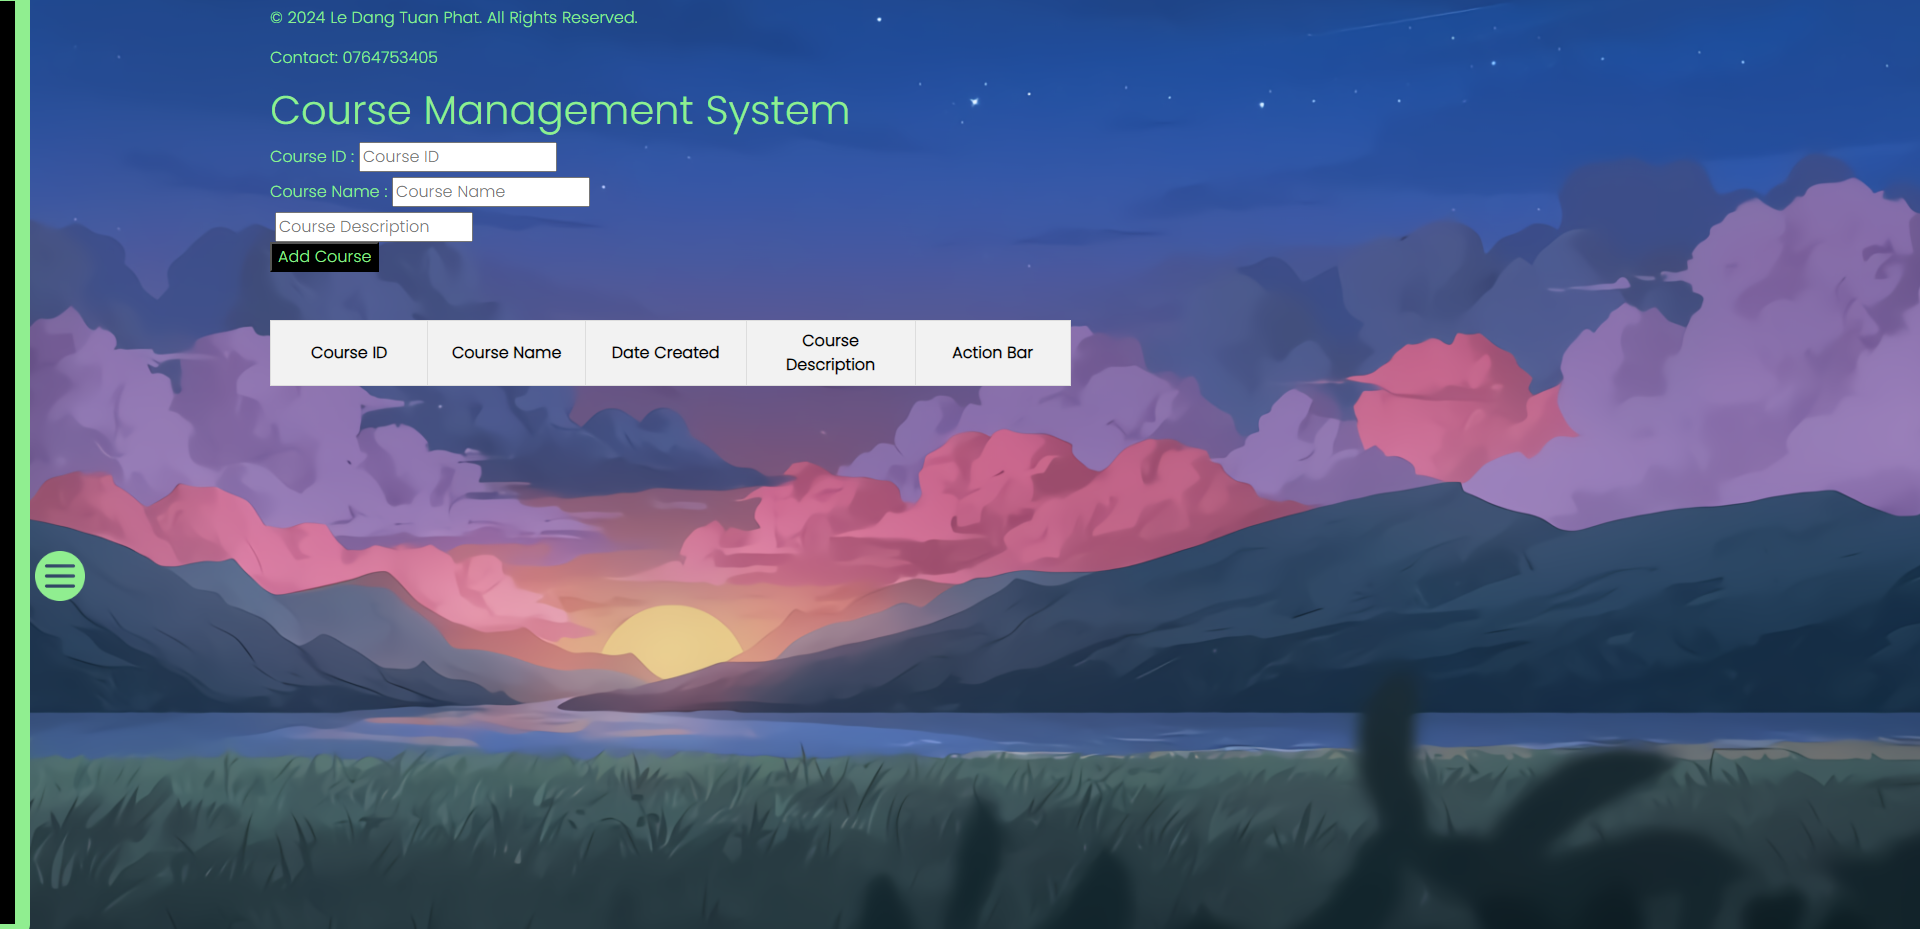 © 2024 Le Dang Tuan Phat. All Rights Reserved.
Contact: 0764753405
Course Management System
Course ID : Course ID
Course Name : Course Name
Course Description
Add Course
Course ID Course Name Date Created Course Description Action Bar